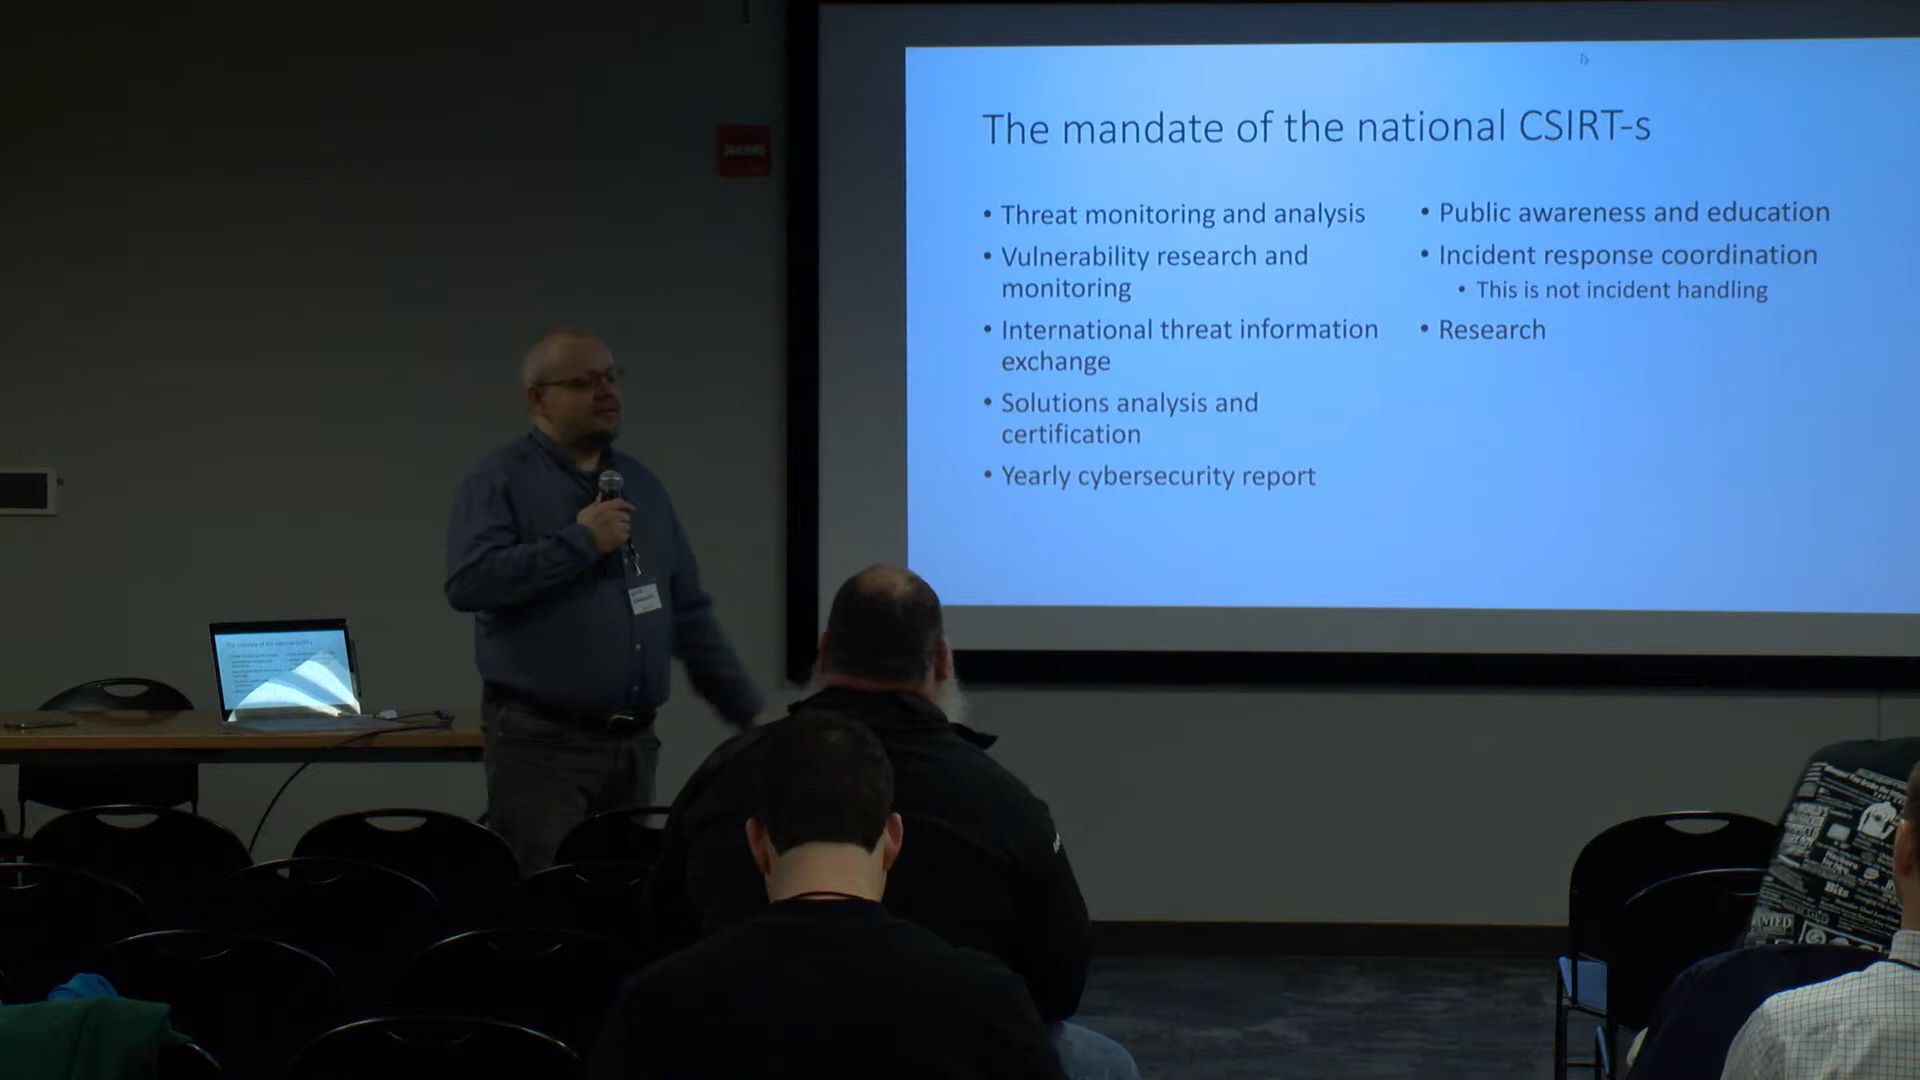 The mandate of the national CSIRT-s
• Threat monitoring and analysis
• Vulnerability research and
monitoring
• International threat information
exchange
• Solutions analysis and
certification
• Yearly cybersecurity report
• Public awareness and education
• Incident response coordination
• This is not incident handling
• Research
Bits